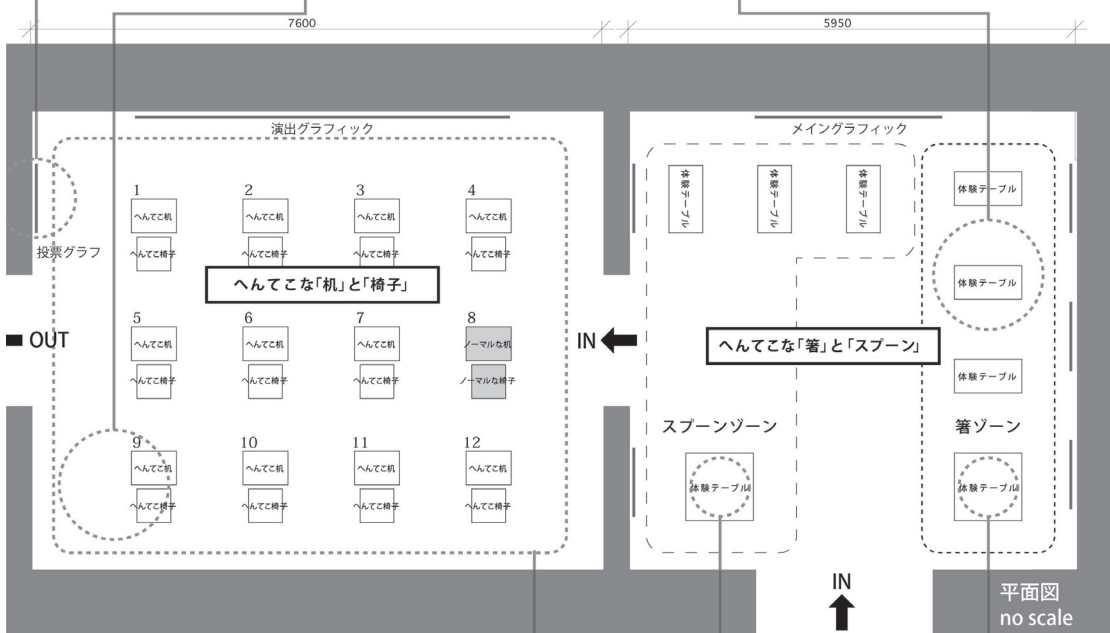 7600
5950
演出グラフィック
メイングラフィック
投票グラフ
1
へんてこ机
へんてこ椅子
2
へんてこ机
へんてこ椅子
3
へんてこ机
へんてこ椅子
4
へんてこ机
へんてこ椅子
へんてこな「机」と「椅子」
5
へんてこ机
へんてこ椅子
6
へんてこ机
へんてこ椅子
7
へんてこ机
へんてこ椅子
8
ノーマルな机
ノーマルな椅子
9
へんてこ机
へんてこ椅子
10
へんてこ机
へんてこ椅子
11
へんてこ机
へんてこ椅子
12
へんてこ机
へんてこ椅子
OUT
IN
体験テーブル
体験テーブル
体験テーブル
体験テーブル
体験テーブル
体験テーブル
へんてこな「箸」と「スプーン」
スプーンゾーン
箸ゾーン
体験テーブル
体験テーブル
IN
平面図
no scale